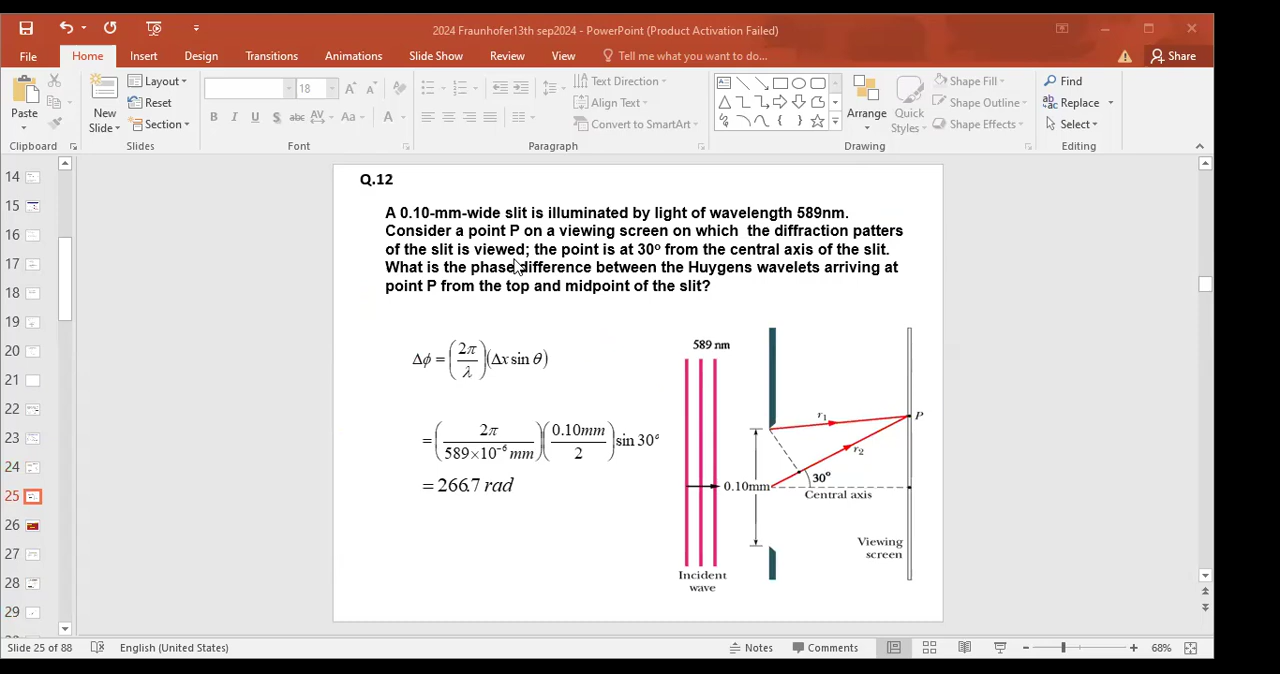 2024 Fraunhofer13th sep2024 - PowerPoint (Product Activation Failed)
File Home Insert Design Transitions Animations Slide Show Review View Tell me what you want to do... Share
Paste
Clipboard
New Slide
Layout
Reset
Section
Slides
18
B I U S abc AV Aa A
Font
Text Direction
Align Text
Convert to SmartArt
Paragraph
Arrange
Quick Styles
Shape Fill
Shape Outline
Shape Effects
Drawing
Find
Replace
Select
Editing
14
15
16
17
18
19
20
21
22
23
24
25
26
27
28
29
Q.12
A 0.10-mm-wide slit is illuminated by light of wavelength 589nm.
Consider a point P on a viewing screen on which the diffraction patters
of the slit is viewed; the point is at 30º from the central axis of the slit.
What is the phase difference between the Huygens wavelets arriving at
point P from the top and midpoint of the slit?
Δϕ = (2π/λ)(Δx sin θ)
= (2π/589×10⁻⁶ mm)(0.10mm/2) sin 30°
= 266.7 rad
589 nm
r₁
P
r₂
30º
0.10mm
Central axis
Viewing
screen
Incident
wave
Slide 25 of 88 English (United States) Notes Comments 68%